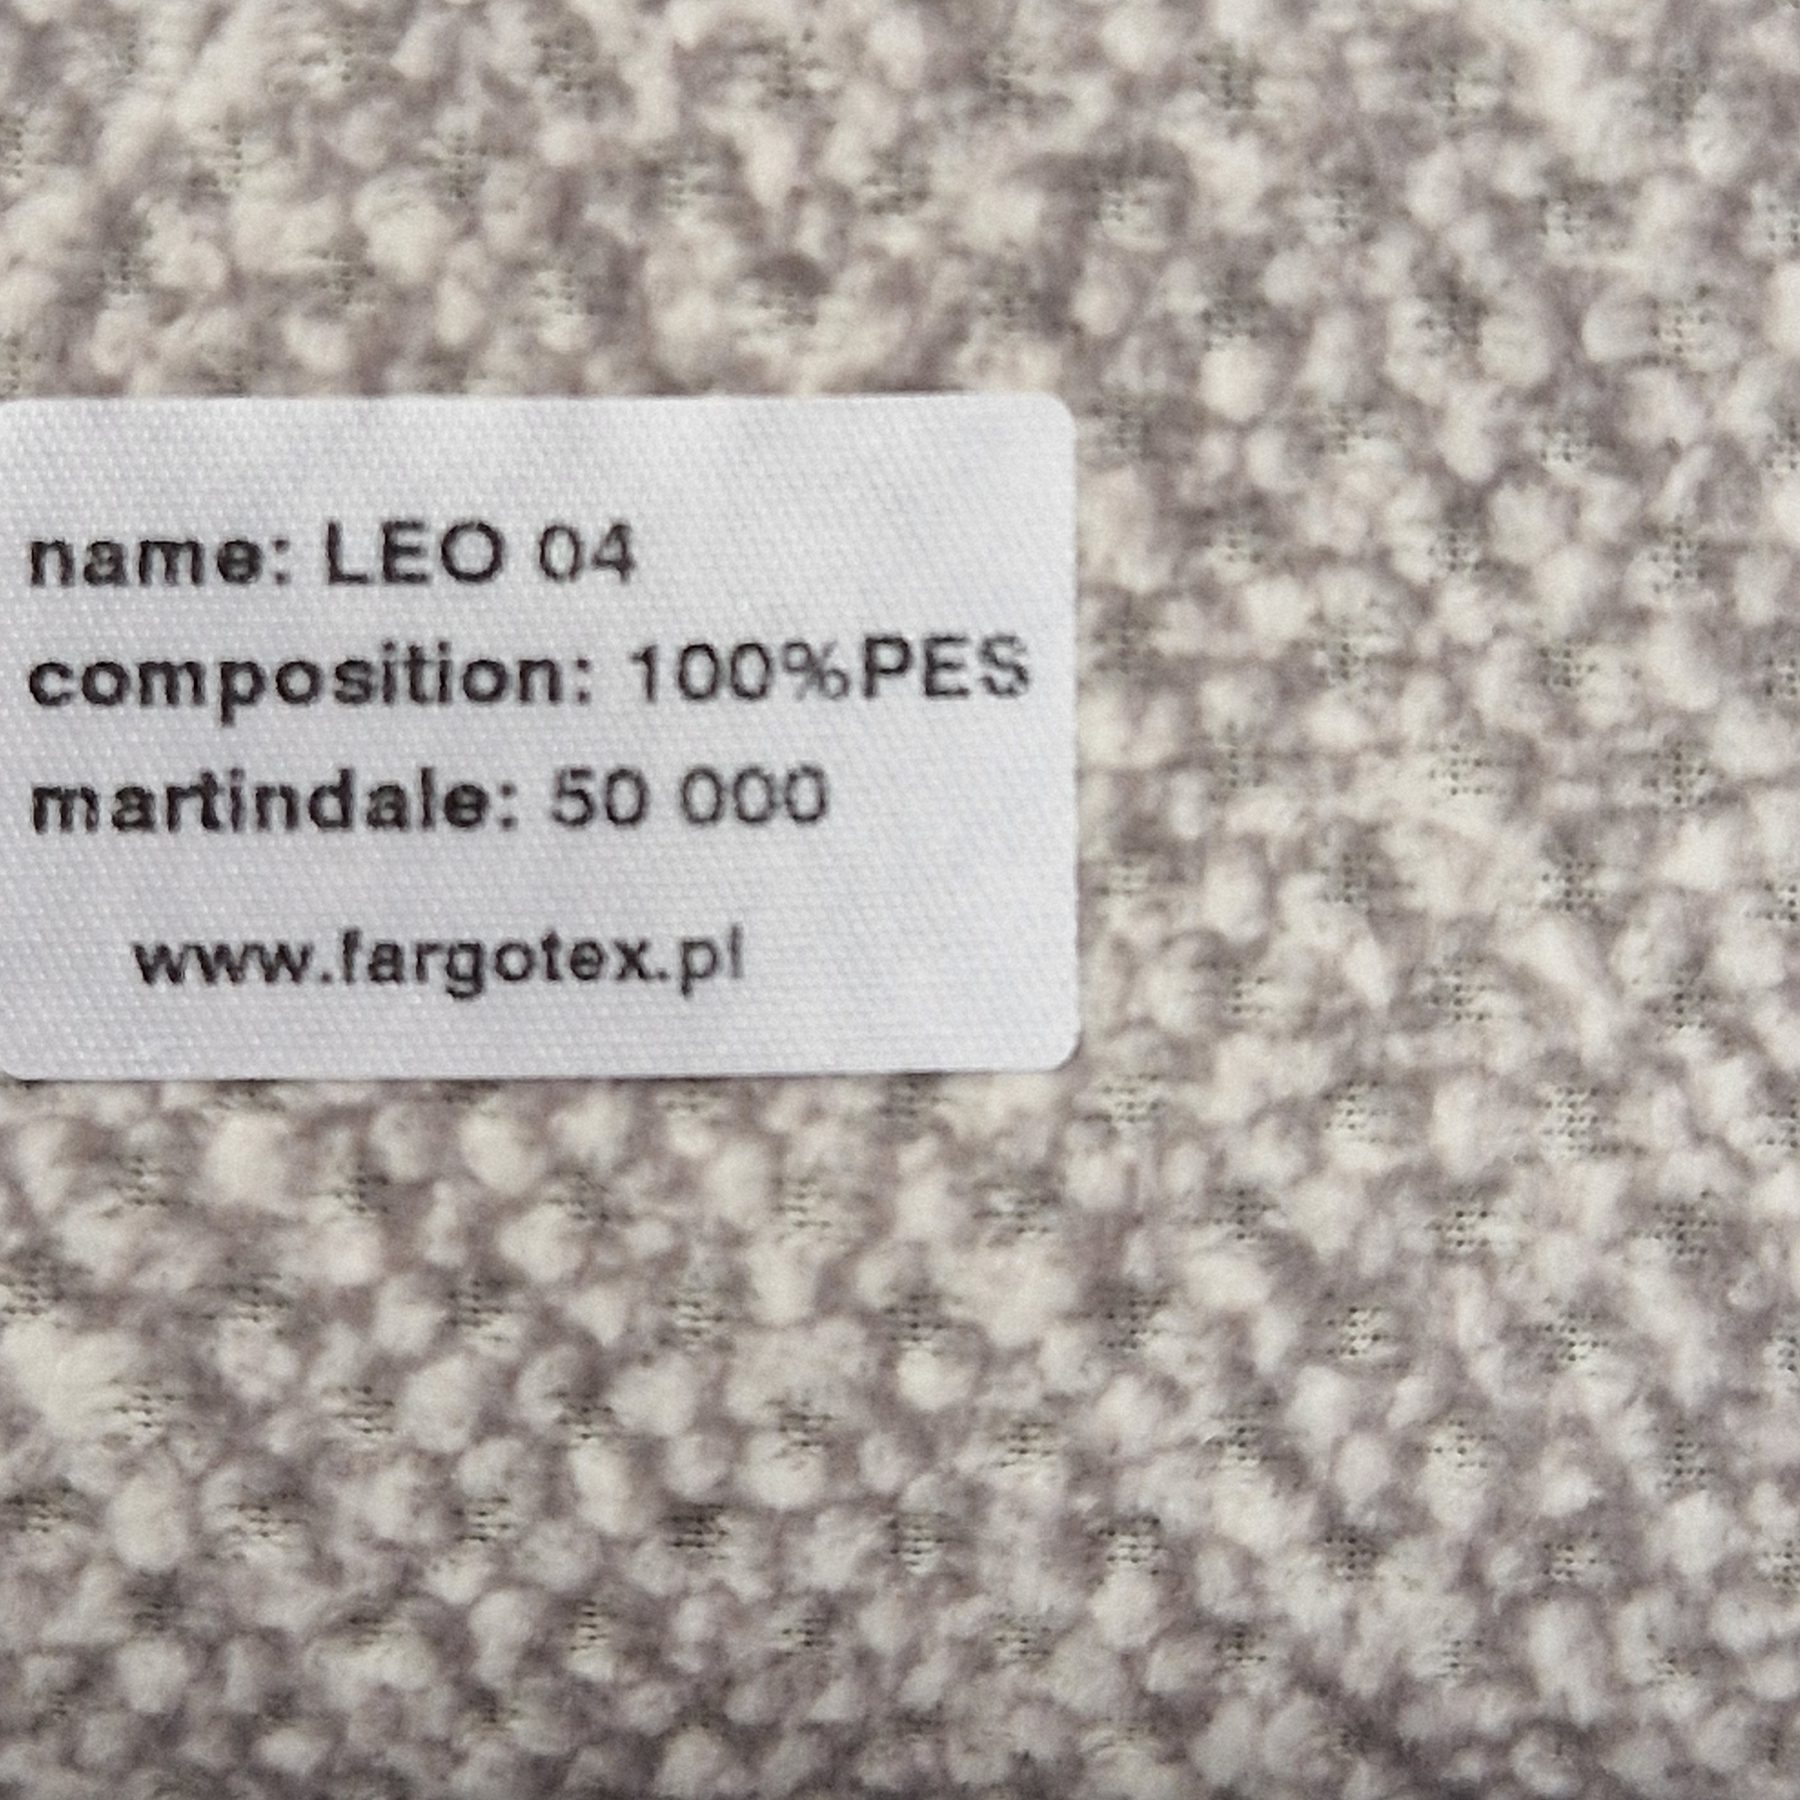 name: LEO 04
composition: 100%PES
martindale: 50 000
www.fargotex.pl